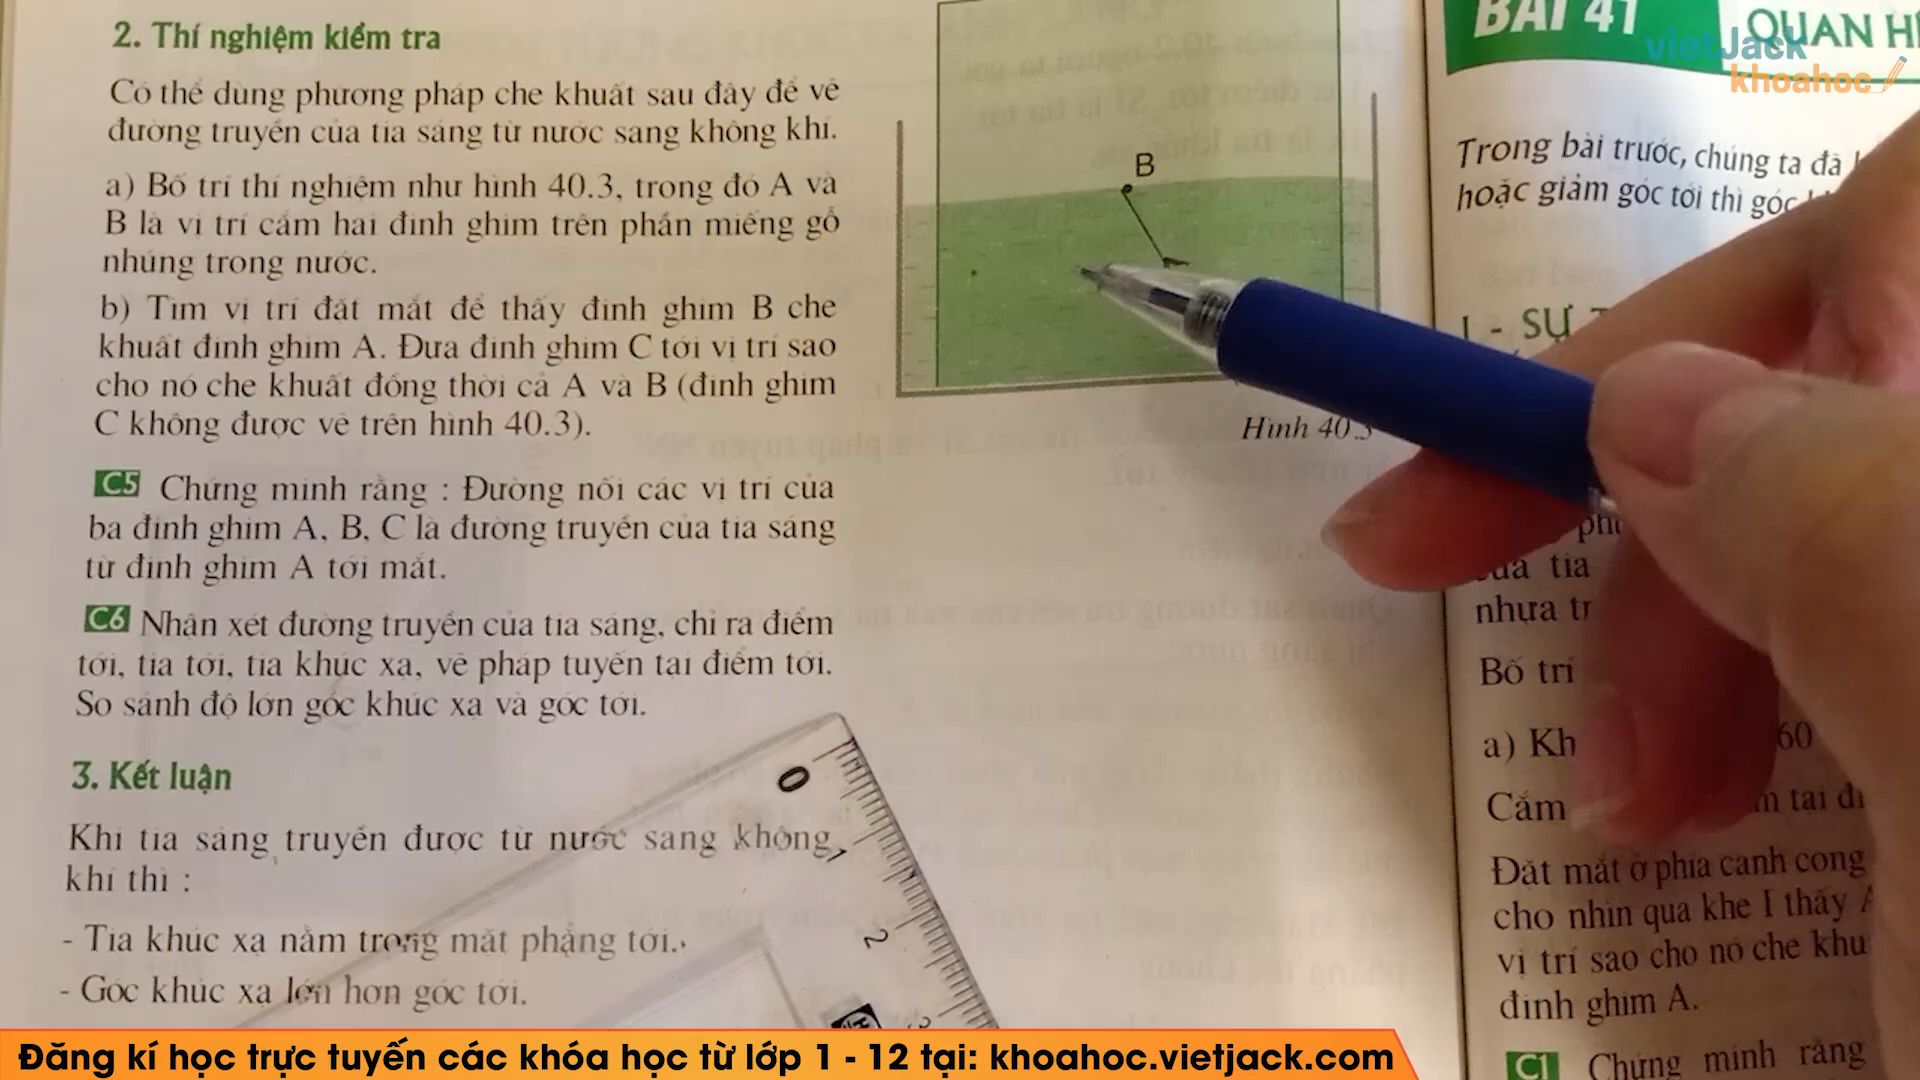 2. Thí nghiệm kiểm tra
Có thể dùng phương pháp che khuất sau đây để vẽ
đường truyền của tia sáng từ nước sang không khí.
a) Bố trí thí nghiệm như hình 40.3, trong đó A và
B là vị trí cắm hai đinh ghim trên phần miếng gỗ
nhúng trong nước.
b) Tìm vị trí đặt mắt để thấy đinh ghim B che
khuất đinh ghim A. Đưa đinh ghim C tới vị trí sao
cho nó che khuất đồng thời cả A và B (đinh ghim
C không được vẽ trên hình 40.3).
C5 Chứng minh rằng : Đường nối các vị trí của
ba đinh ghim A, B, C là đường truyền của tia sáng
từ đinh ghim A tới mắt.
C6 Nhận xét đường truyền của tia sáng, chỉ ra điểm
tới, tia tới, tia khúc xạ, vẽ pháp tuyến tại điểm tới.
So sánh độ lớn góc khúc xạ và góc tới.
3. Kết luận
Khi tia sáng truyền được từ nước sang không
khí thì :
- Tia khúc xạ nằm trong mặt phẳng tới.
- Góc khúc xạ lớn hơn góc tới.
0
1
2
B
Hình 40.3
BÀI 41
QUAN
vietJack
khoahoc
Trong bài trước, chúng ta đã
hoặc giảm góc tới thì góc
I - SỰ
tia
nhựa
Bố trí
a) Kh
60
Cắm
tại
Đặt mắt ở phía cạnh cong
cho nhìn qua khe I thấy
vị trí sao cho nó che
đinh ghim A.
C1 Chứng minh rằng
Đăng kí học trực tuyến các khóa học từ lớp 1 - 12 tại: khoahoc.vietjack.com